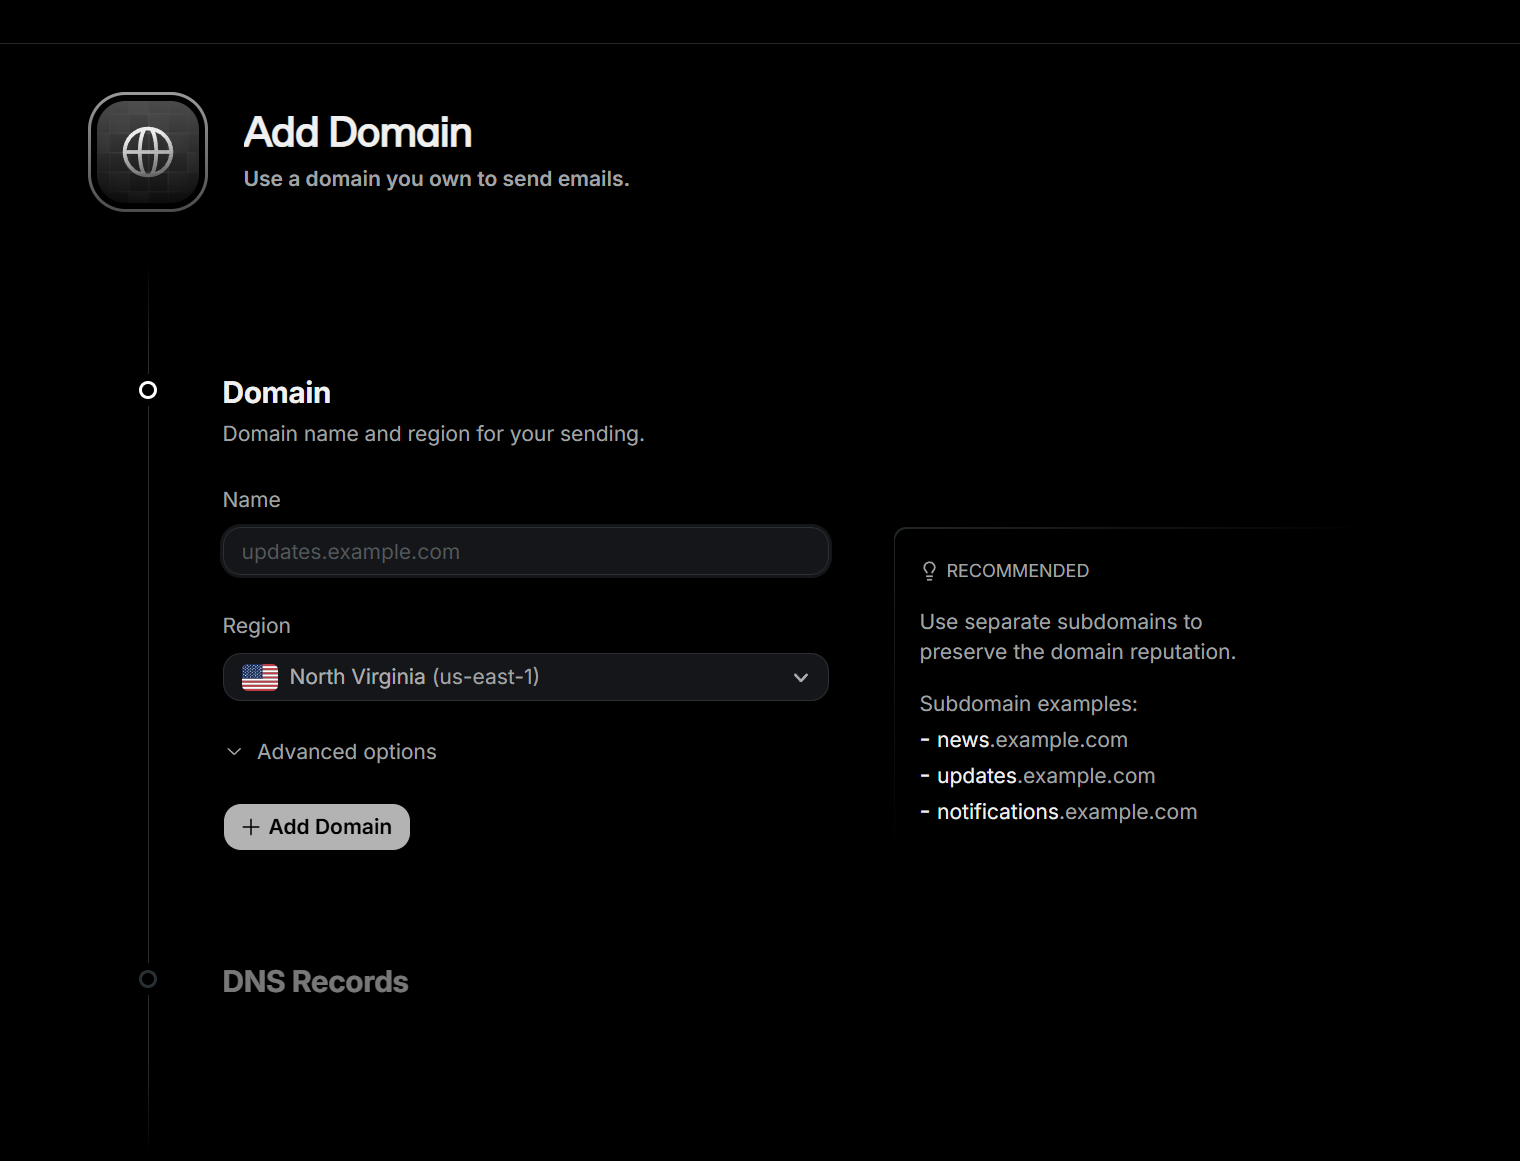 Add Domain
Use a domain you own to send emails.
Domain
Domain name and region for your sending.
Name
updates.example.com
Region
North Virginia (us-east-1)
Advanced options
+ Add Domain
RECOMMENDED
Use separate subdomains to
preserve the domain reputation.
Subdomain examples:
- news.example.com
- updates.example.com
- notifications.example.com
DNS Records